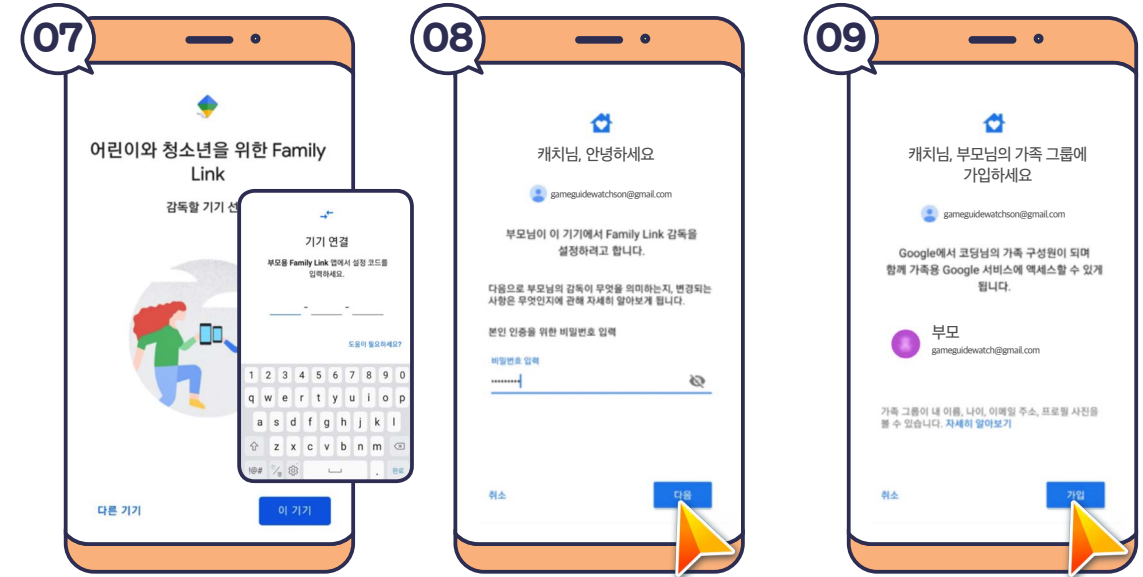 07
어린이와 청소년을 위한 Family
Link
감독할 기기 선
기기 연결
부모용 Family Link 앱에서 설정 코드를
입력하세요.
- -
도움이 필요하세요?
1 2 3 4 5 6 7 8 9 0
q w e r t y u i o p
a s d f g h j k l
z x c v b n m
!@# . 완료
다른 기기
이 기기
08
캐치님, 안녕하세요
gameguidewatchson@gmail.com
부모님이 이 기기에서 Family Link 감독을
설정하려고 합니다.
다음으로 부모님의 감독이 무엇을 의미하는지, 변경되는
사항은 무엇인지에 관해 자세히 알아보게 됩니다.
본인 인증을 위한 비밀번호 입력
비밀번호 입력
•••••••••
취소
다음
09
캐치님, 부모님의 가족 그룹에
가입하세요
gameguidewatchson@gmail.com
Google에서 코딩님의 가족 구성원이 되며
함께 가족용 Google 서비스에 액세스할 수 있게
됩니다.
부모
gameguidewatch@gmail.com
가족 그룹이 내 이름, 나이, 이메일 주소, 프로필 사진을
볼 수 있습니다. 자세히 알아보기
취소
가입